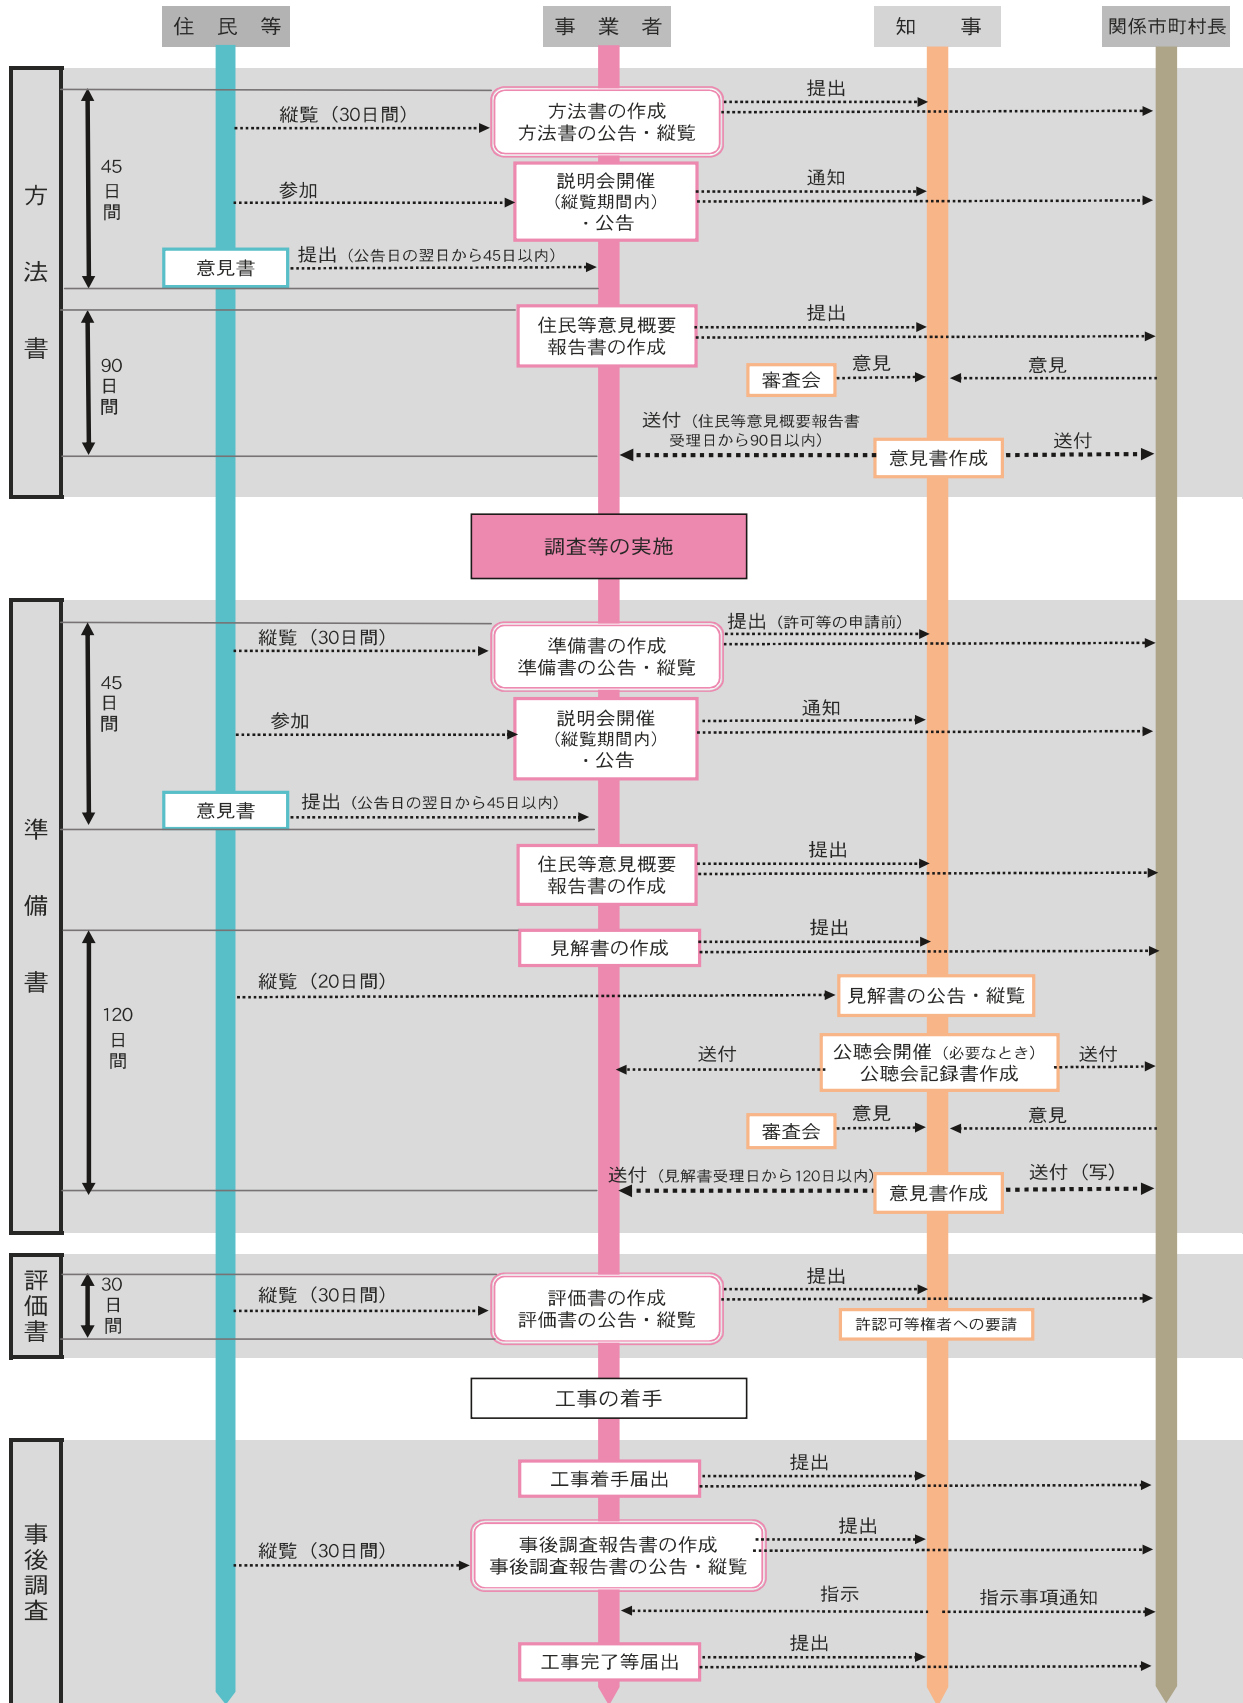 住　民　等
事　業　者
知　　事
関係市町村長
方法書
45
日
間
縦覧（30日間）
方法書の作成
方法書の公告・縦覧
提出
参加
説明会開催
（縦覧期間内）
・公告
通知
意見書
提出（公告日の翌日から45日以内）
90
日
間
住民等意見概要
報告書の作成
提出
審査会
意見
意見
送付（住民等意見概要報告書
受理日から90日以内）
意見書作成
送付
調査等の実施
準備書
45
日
間
縦覧（30日間）
準備書の作成
準備書の公告・縦覧
提出（許可等の申請前）
参加
説明会開催
（縦覧期間内）
・公告
通知
意見書
提出（公告日の翌日から45日以内）
住民等意見概要
報告書の作成
提出
120
日
間
見解書の作成
提出
縦覧（20日間）
見解書の公告・縦覧
送付
公聴会開催（必要なとき）
公聴会記録書作成
送付
審査会
意見
意見
送付（見解書受理日から120日以内）
意見書作成
送付（写）
評価書
30
日
間
縦覧（30日間）
評価書の作成
評価書の公告・縦覧
提出
許認可等権者への要請
工事の着手
事後調査
工事着手届出
提出
縦覧（30日間）
事後調査報告書の作成
事後調査報告書の公告・縦覧
提出
指示
指示事項通知
工事完了等届出
提出